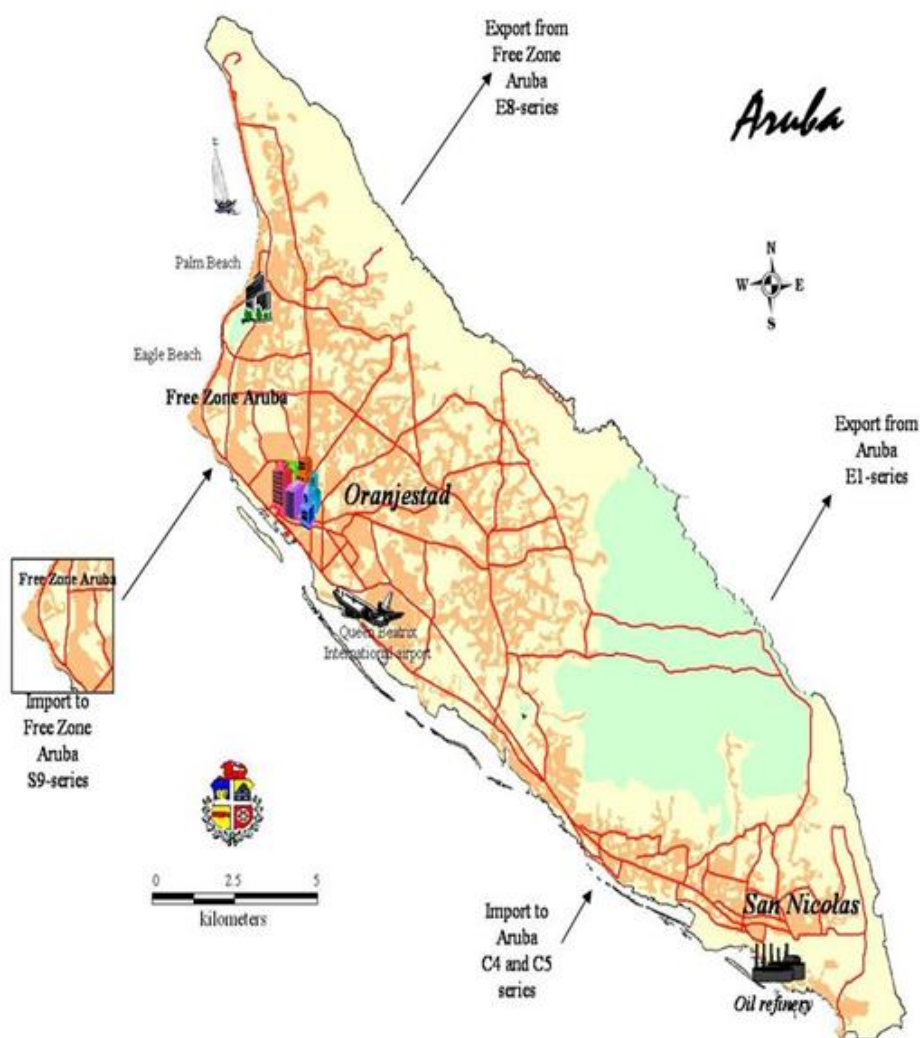 Export from
Free Zone
Aruba
E8-series
Aruba
N
W E
S
Palm Beach
Eagle Beach
Free Zone Aruba
Export from
Aruba
E1-series
Oranjestad
Free Zone Aruba
Queen Beatrix
International airport
Import to
Free Zone
Aruba
S9-series
0 2.5 5
kilometers
San Nicolas
Import to
Aruba
C4 and C5
series
Oil refinery